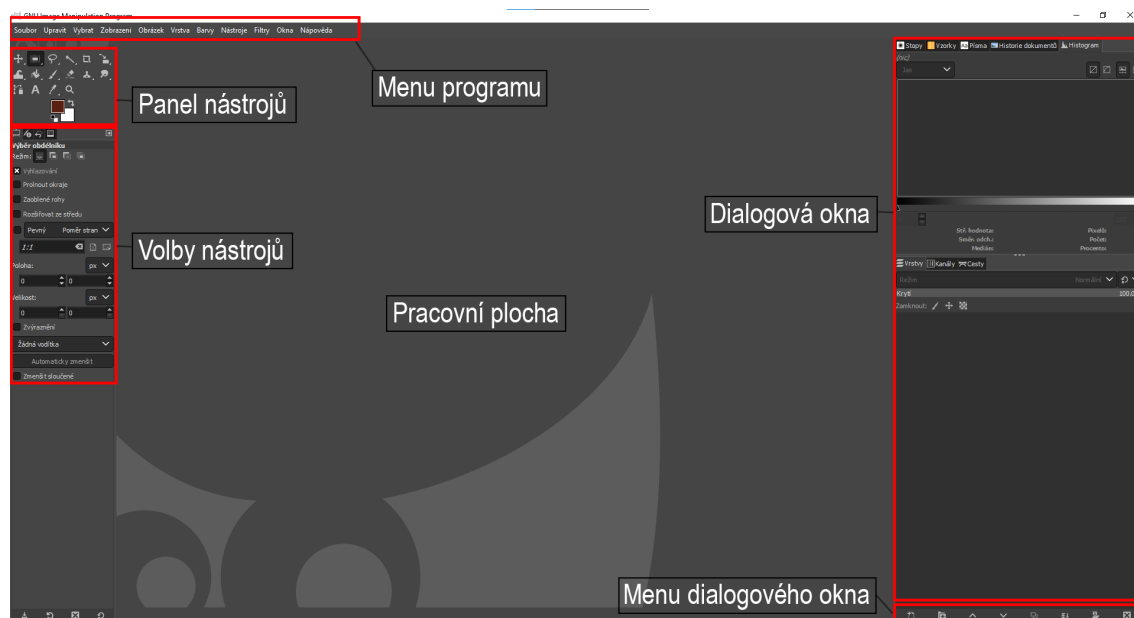 GNU Image Manipulation Program
Soubor Upravit Vybrat Zobrazení Obrázek Vrstva Barvy Nástroje Filtry Okna Nápověda
Stopy Vzorky Aa Písma Historie dokumentů Histogram
(nic)
Jas
Menu programu
Panel nástrojů
Výběr obdélníku
Režim:
Vyhlazování
Prolnout okraje
Zaoblené rohy
Rozšiřovat ze středu
Pevný Poměr stran
1:1
Poloha: px
0 0
Velikost: px
0 0
Zvýraznění
Žádná vodítka
Automaticky zmenšit
Zmenšit sloučené
Volby nástrojů
Pracovní plocha
Dialogová okna
Stř. hodnota: Pixelů:
Směr. odch.: Počet:
Medián: Procento:
Vrstvy Kanály Cesty
Režim Normální
Krytí 100,0
Zamknout:
Menu dialogového okna